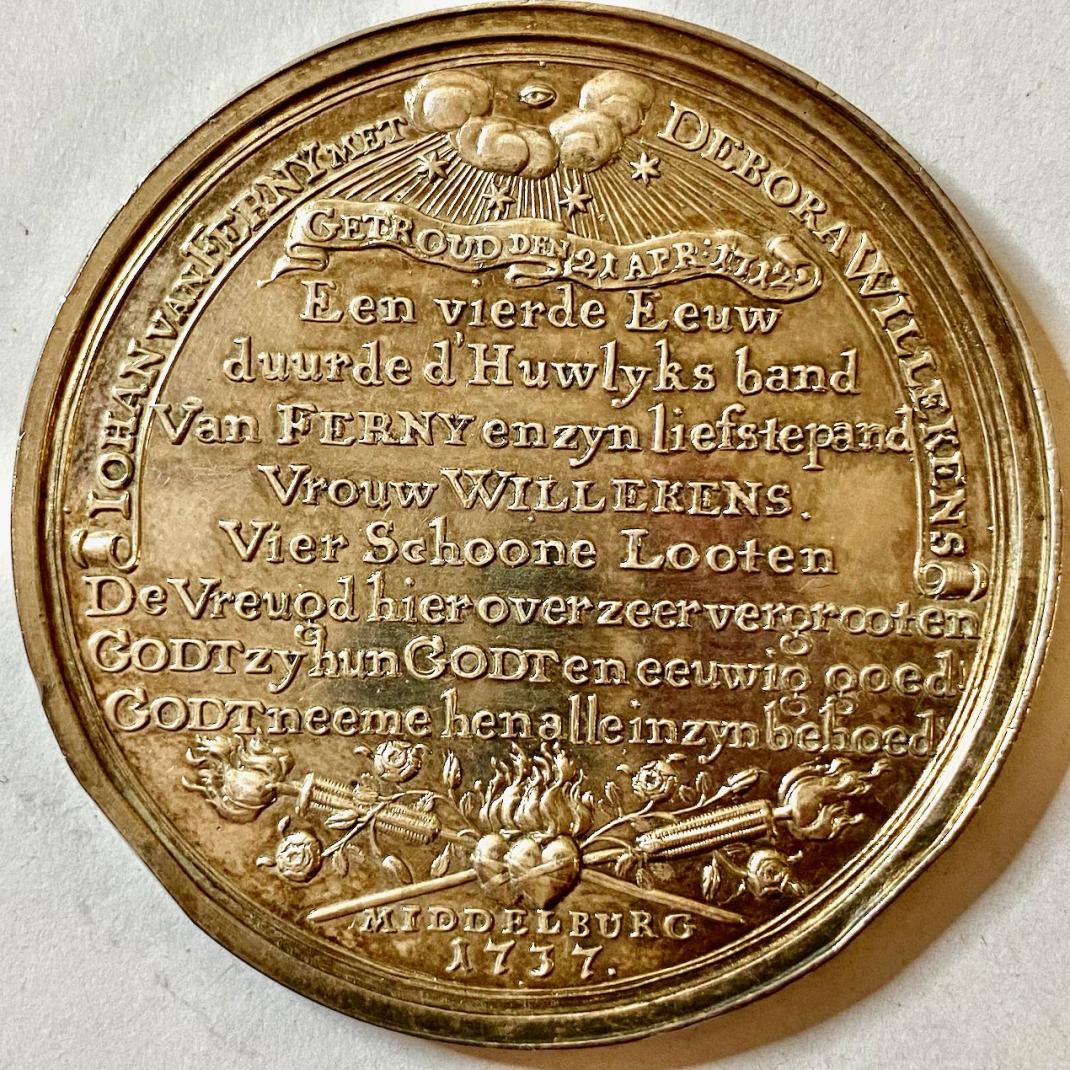 IOHAN VAN FERNY MET DEBORA WILLEKENS
GETROUD DEN 21 APR: 1712
Een vierde Eeuw
duurde d'Huwlyks band
Van FERNY en zyn liefste pand
Vrouw WILLEKENS.
Vier Schoone Looten
De Vreugd hier over zeer vergrooten
GODT zy hun GODT en eeuwig goed!
GODT neeme hen alle in zyn behoed!
MIDDELBURG
1737.